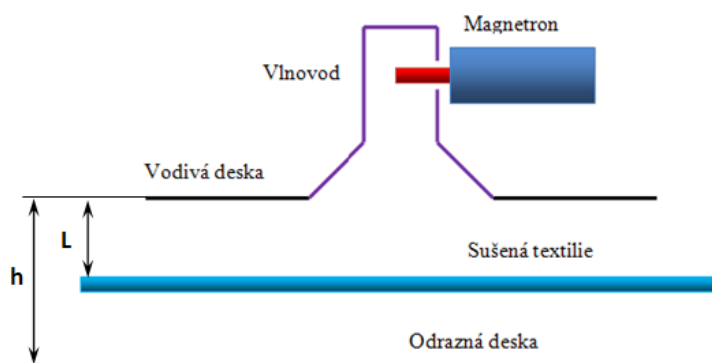 Magnetron
Vlnovod
Vodivá deska
L
Sušená textilie
h
Odrazná deska